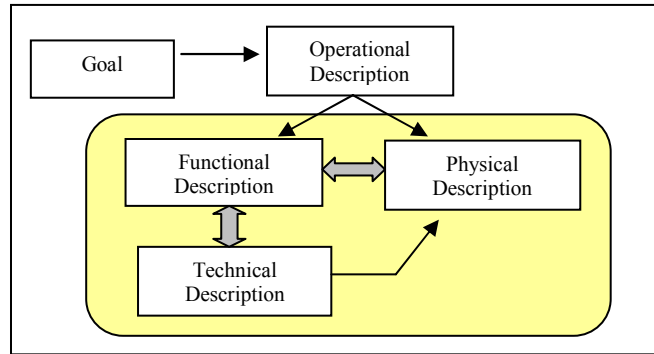 Goal
Operational
Description
Functional
Description
Physical
Description
Technical
Description